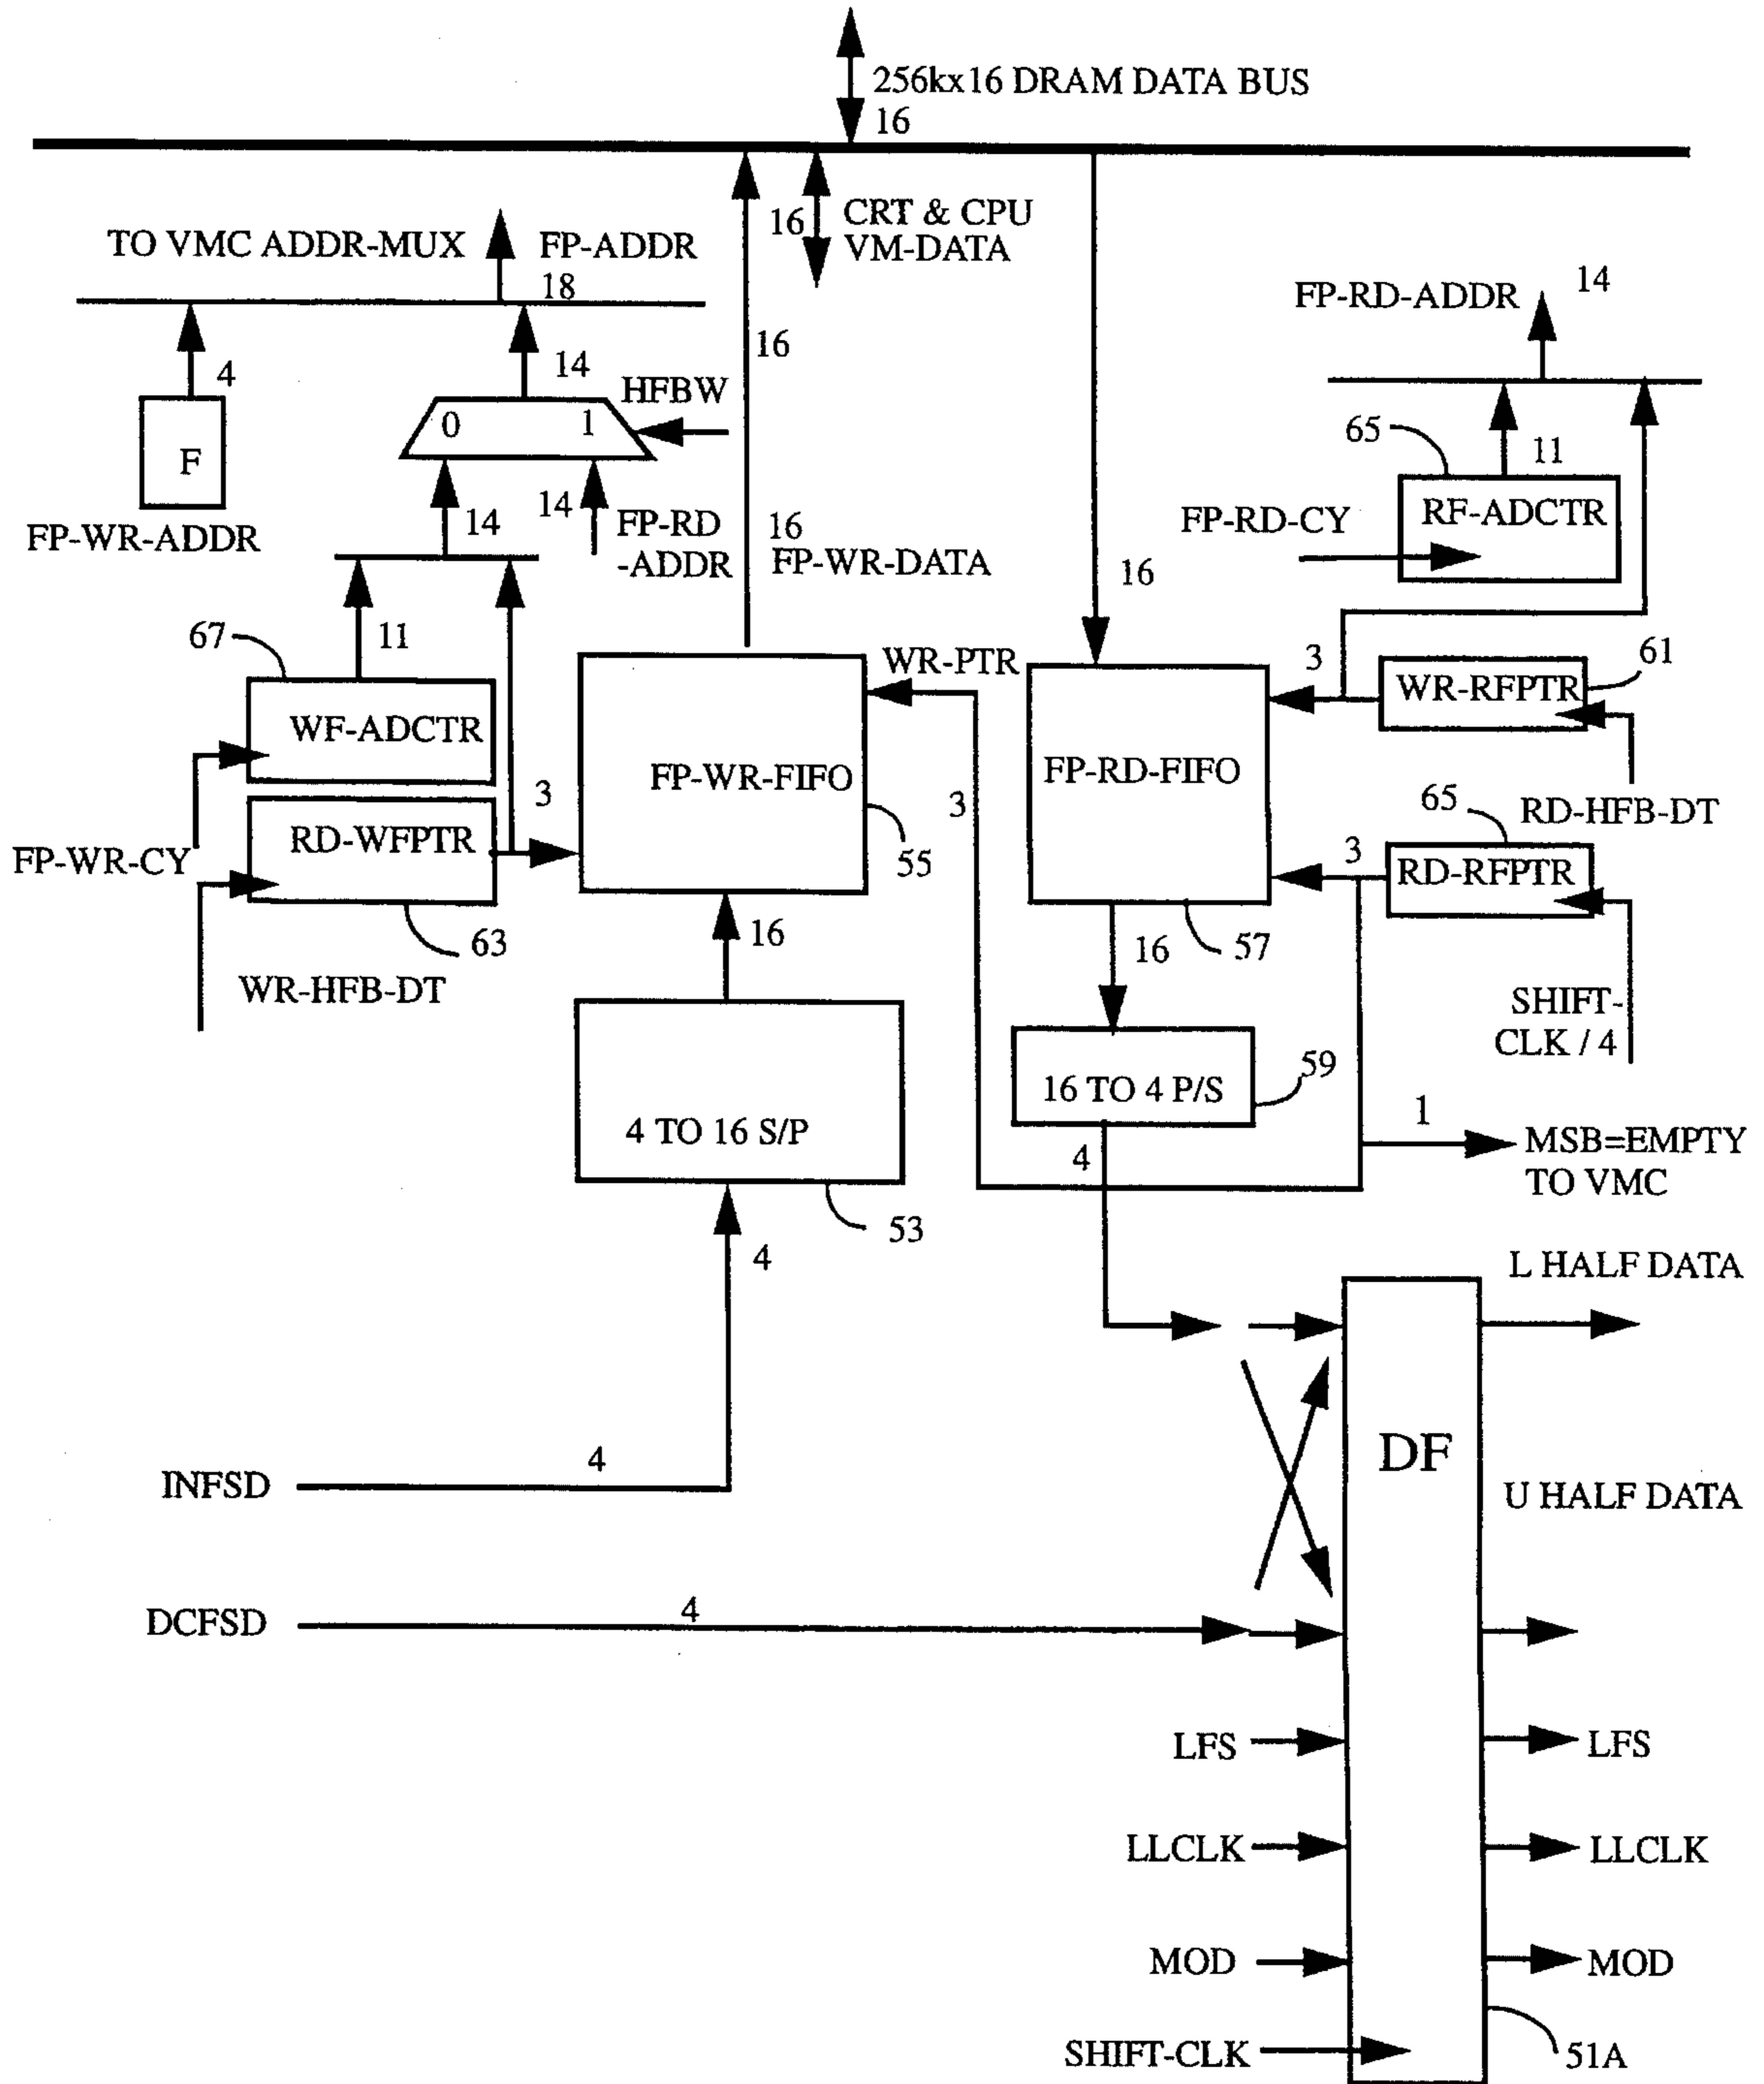 256kx16 DRAM DATA BUS
16
16
CRT & CPU
VM-DATA
TO VMC ADDR-MUX
FP-ADDR
18
FP-RD-ADDR
14
16
4
14
HFBW
F
0
1
65
11
FP-WR-ADDR
14
14
FP-RD
-ADDR
16
FP-WR-DATA
FP-RD-CY
RF-ADCTR
16
67
11
WR-PTR
3
WR-RFPTR
61
WF-ADCTR
FP-WR-FIFO
FP-RD-FIFO
3
3
RD-HFB-DT
65
FP-WR-CY
RD-WFPTR
55
3
RD-RFPTR
63
16
16
57
WR-HFB-DT
SHIFT-
CLK / 4
59
16 TO 4 P/S
4 TO 16 S/P
4
1
MSB=EMPTY
TO VMC
53
4
L HALF DATA
DF
INFSD
4
U HALF DATA
DCFSD
4
LFS
LFS
LLCLK
LLCLK
MOD
MOD
SHIFT-CLK
51A